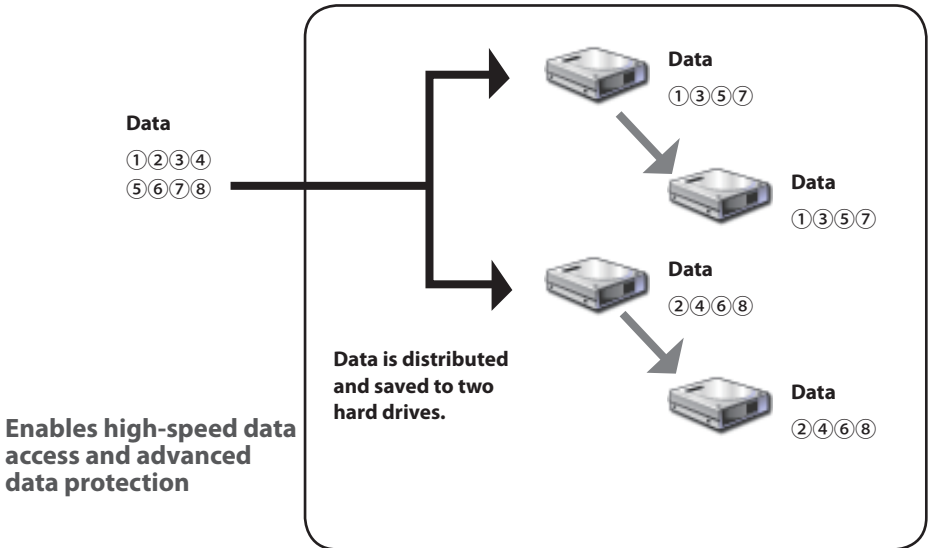 Data
①②③④
⑤⑥⑦⑧
Data
①③⑤⑦
Data
①③⑤⑦
Data
②④⑥⑧
Data is distributed
and saved to two
hard drives.
Data
②④⑥⑧
Enables high-speed data
access and advanced
data protection